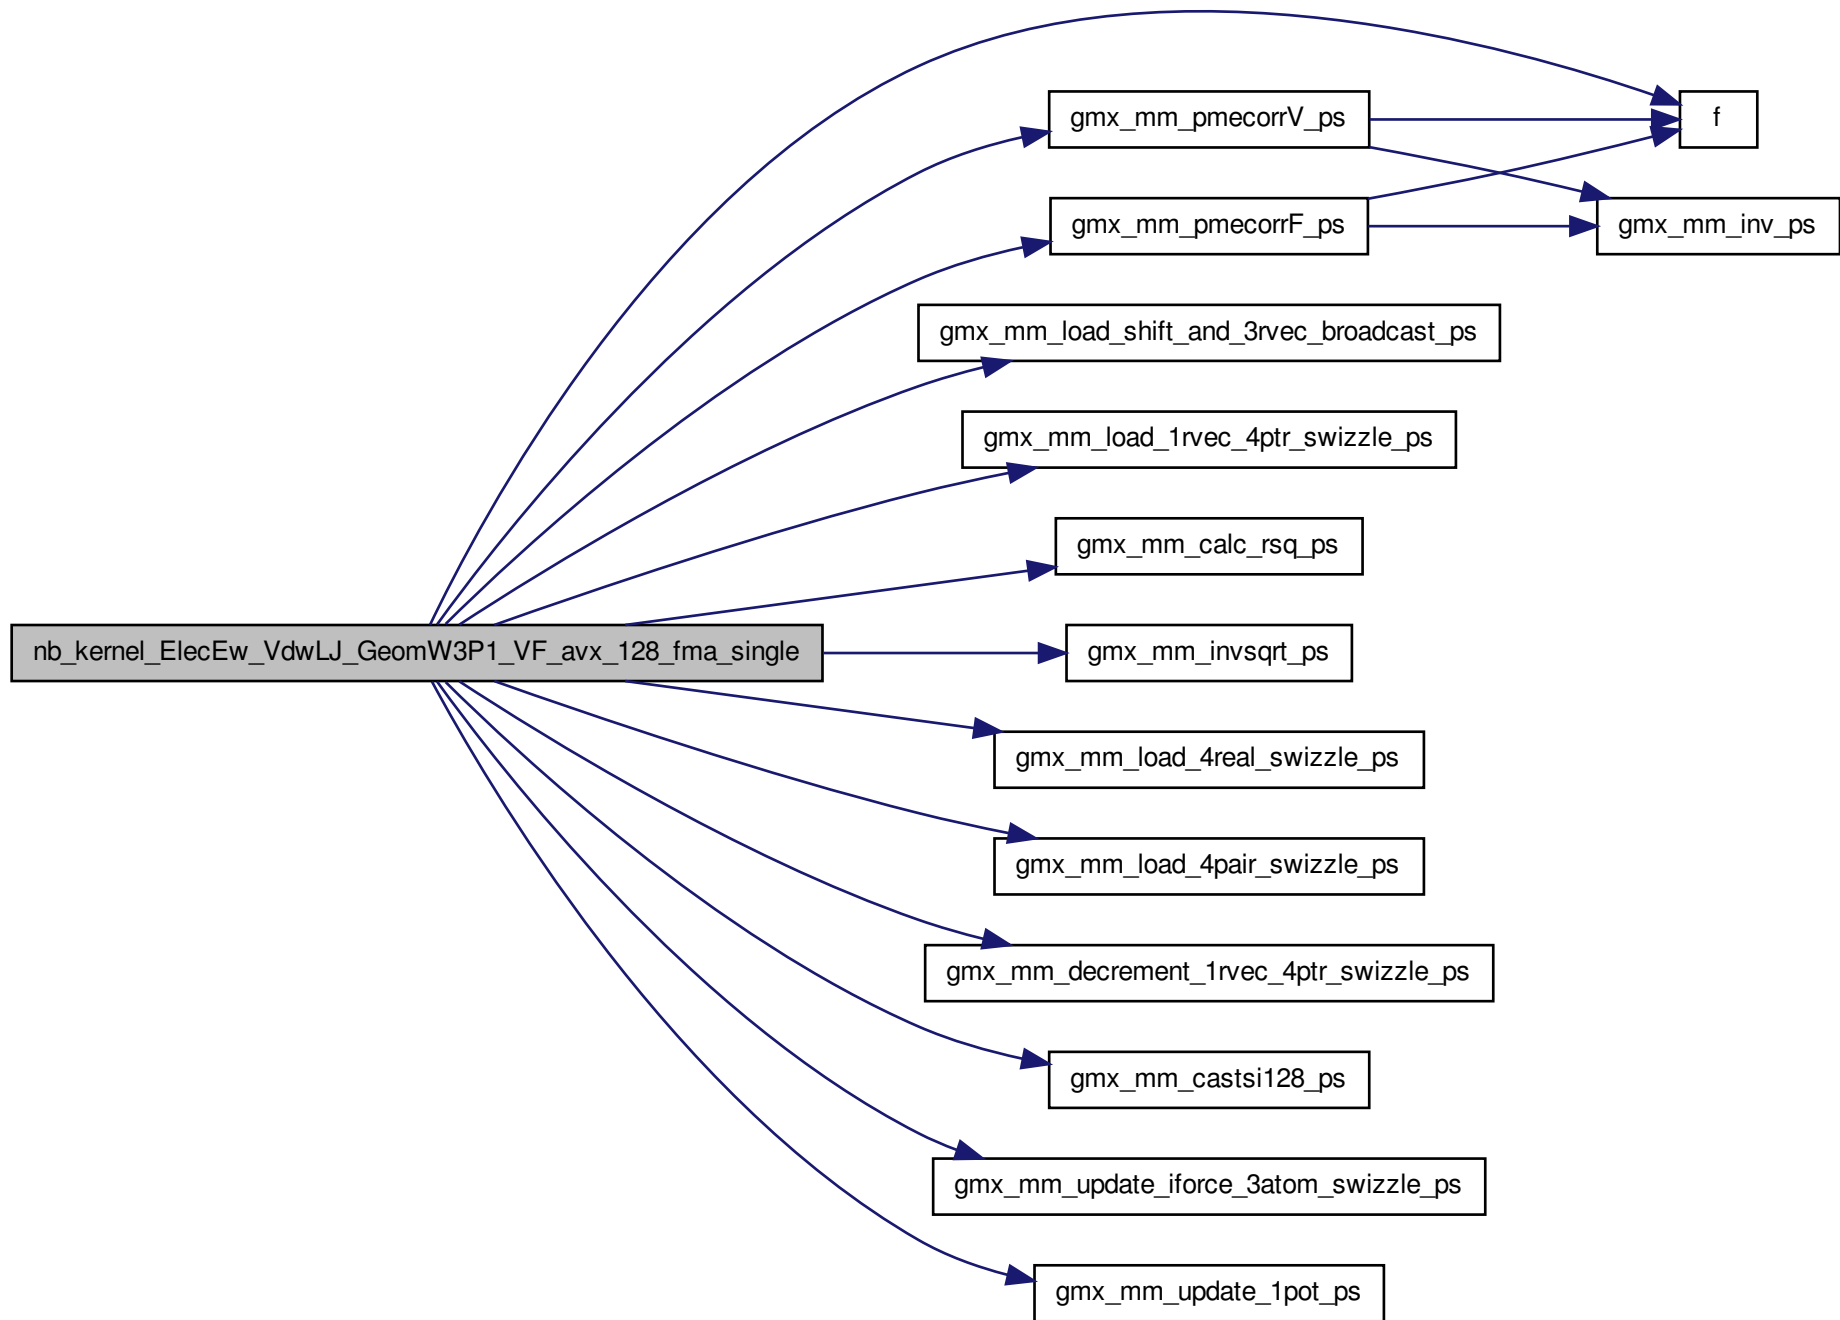 gmx_mm_pmecorrV_ps
f
gmx_mm_pmecorrF_ps
gmx_mm_inv_ps
gmx_mm_load_shift_and_3rvec_broadcast_ps
gmx_mm_load_1rvec_4ptr_swizzle_ps
gmx_mm_calc_rsq_ps
nb_kernel_ElecEw_VdwLJ_GeomW3P1_VF_avx_128_fma_single
gmx_mm_invsqrt_ps
gmx_mm_load_4real_swizzle_ps
gmx_mm_load_4pair_swizzle_ps
gmx_mm_decrement_1rvec_4ptr_swizzle_ps
gmx_mm_castsi128_ps
gmx_mm_update_iforce_3atom_swizzle_ps
gmx_mm_update_1pot_ps